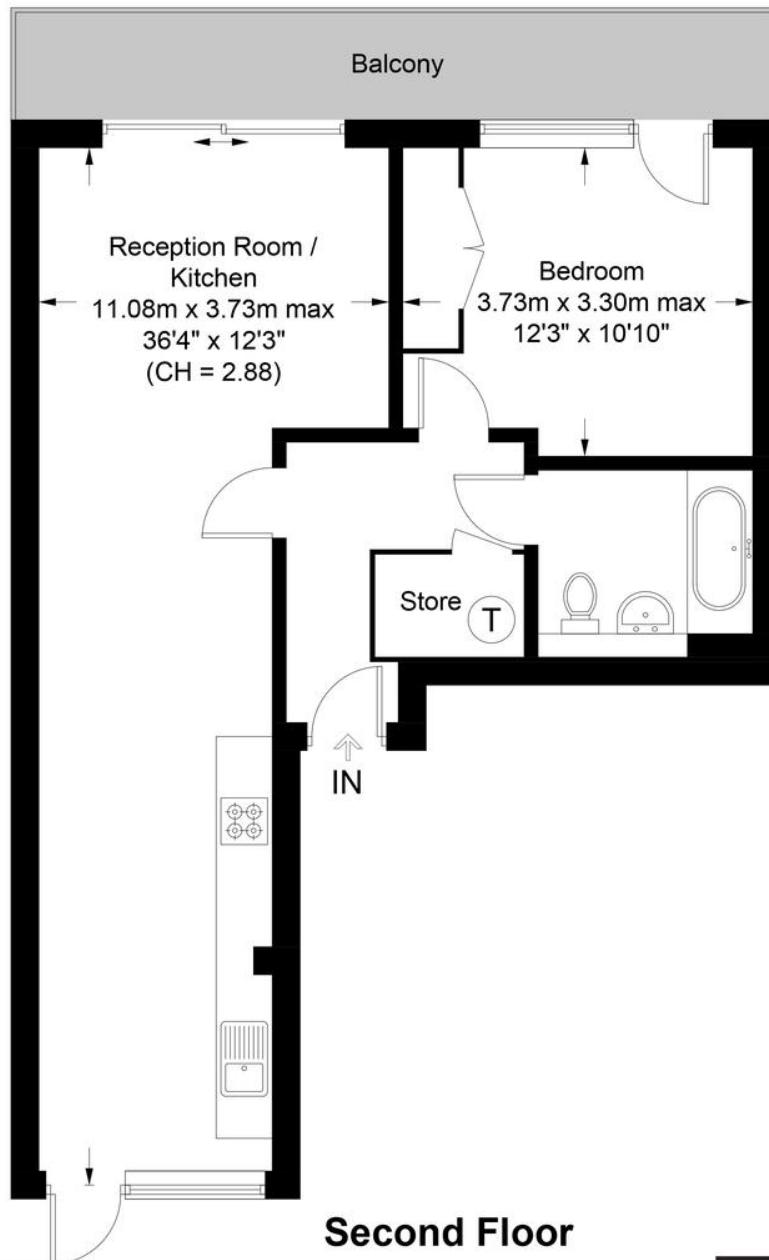 Balcony
Reception Room /
Kitchen
11.08m x 3.73m max
36'4" x 12'3"
(CH = 2.88)
Bedroom
3.73m x 3.30m max
12'3" x 10'10"
Store
T
IN
Second Floor